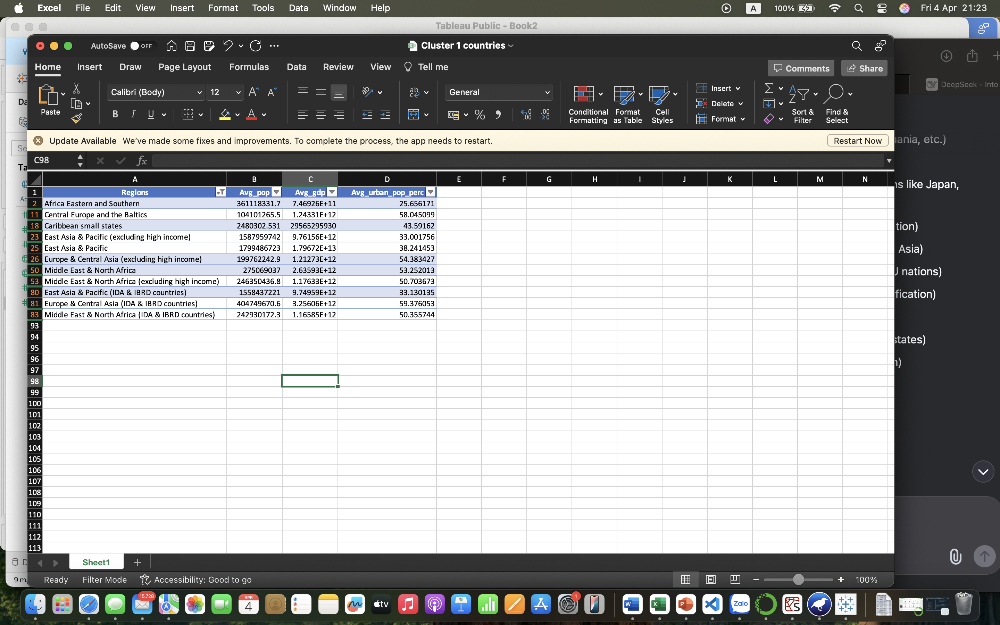 Excel File Edit View Insert Format Tools Data Window Help A 100% Fri 4 Apr 21:23
Tableau Public - Book2
AutoSave OFF Cluster 1 countries
Home Insert Draw Page Layout Formulas Data Review View Tell me Comments Share
DeepSeek - Into
Paste Calibri (Body) 12 General
B I U
Conditional Formatting Format as Table Cell Styles
Insert
Delete
Format
Sort & Filter Find & Select
Update Available We've made some fixes and improvements. To complete the process, the app needs to restart. Restart Now
C98 fx
A B C D E F G H I J K L M N
1 Regions Avg_pop Avg_gdp Avg_urban_pop_perc
2 Africa Eastern and Southern 361118331.7 7.46926E+11 25.656171
11 Central Europe and the Baltics 104101265.5 1.24331E+12 58.045099
18 Caribbean small states 2480302.531 29565295930 43.59162
23 East Asia & Pacific (excluding high income) 1587959742 9.76156E+12 33.001756
25 East Asia & Pacific 1799486723 1.79672E+13 38.241453
26 Europe & Central Asia (excluding high income) 199762242.9 1.21273E+12 54.383427
50 Middle East & North Africa 275069037 2.63593E+12 53.252013
53 Middle East & North Africa (excluding high income) 246350436.8 1.17633E+12 50.703673
80 East Asia & Pacific (IDA & IBRD countries) 1558437221 9.74959E+12 33.130135
81 Europe & Central Asia (IDA & IBRD countries) 404749670.6 3.25606E+12 59.376053
83 Middle East & North Africa (IDA & IBRD countries) 242930172.3 1.16585E+12 50.355744
93
94
95
96
97
98
99
100
101
102
103
104
105
106
107
108
109
110
111
112
113
etc.)
like Japan,
Asia)
nations)
Sheet1
Ready Filter Mode Accessibility: Good to go 100%
15,728 APR 4 tv 1 W X P Zalo